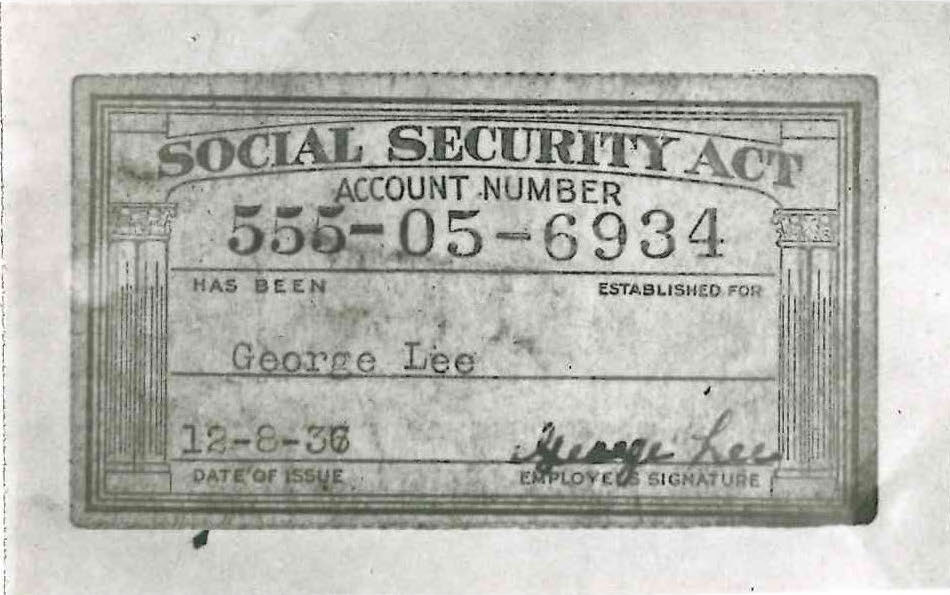 SOCIAL SECURITY ACT
ACCOUNT NUMBER
555-05-6934
HAS BEEN ESTABLISHED FOR
George Lee
12-8-36 George Lee
DATE OF ISSUE EMPLOYEE'S SIGNATURE